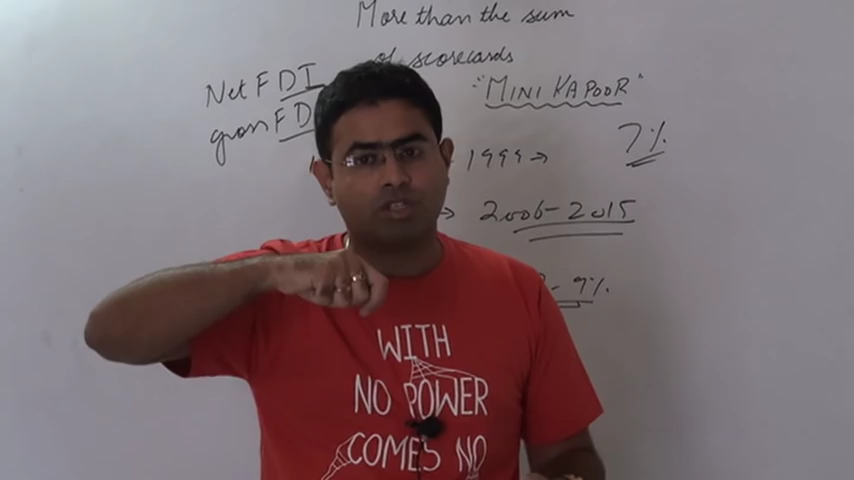 More than the sum
of scorecards
Net FDI
"MINI KAPOOR"
gross FD
1999 →
7%
→ 2006-2015
- 9%
WITH
NO POWER
COMES NO